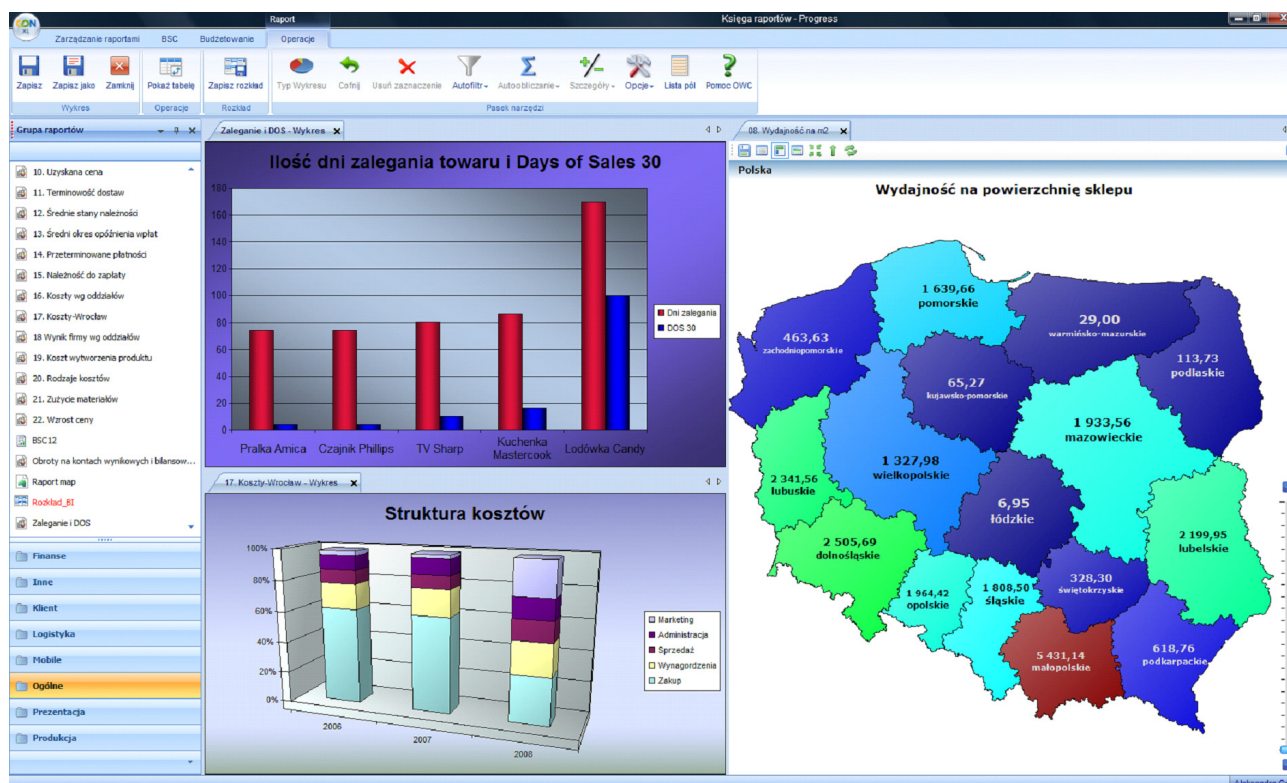 CON
XL
Raport
Księga raportów - Progress
Zarządzanie raportami BSC Budżetowanie Operacje
Zapisz Zapisz jako Zamknij Pokaż tabelę Zapisz rozkład Typ Wykresu Cofnij Usuń zaznaczenie Autofiltr Autoobliczanie Szczegóły Opcje Lista pól Pomoc OWC
Wykres Operacje Rozkład Pasek narzędzi
Grupa raportów
10. Uzyskana cena
11. Terminowość dostaw
12. Średnie stany należności
13. Średni okres opóźnienia wpłat
14. Przeterminowane płatności
15. Należność do zapłaty
16. Koszty wg oddziałów
17. Koszty-Wrocław
18 Wynik firmy wg oddziałów
19. Koszt wytworzenia produktu
20. Rodzaje kosztów
21. Zużycie materiałów
22. Wzrost ceny
BSC12
Obroty na kontach wynikowych i bilansow...
Raport map
Rozkład_BI
Zaleganie i DOS
Finanse
Inne
Klient
Logistyka
Mobile
Ogólne
Prezentacja
Produkcja
Zaleganie i DOS - Wykres
Ilość dni zalegania towaru i Days of Sales 30
180
160
140
120
100
80
60
40
20
0
Pralka Amica Czajnik Phillips TV Sharp Kuchenka Mastercook Lodówka Candy
Dni zalegania
DOS 30
17. Koszty-Wrocław - Wykres
Struktura kosztów
100%
80%
60%
40%
20%
0%
2006 2007 2008
Marketing
Administracja
Sprzedaż
Wynagordzenia
Zakup
08. Wydajność na m2
Polska
Wydajność na powierzchnię sklepu
1 639,66
pomorskie
29,00
warmińsko-mazurskie
463,63
zachodniopomorskie
113,73
podlaskie
65,27
kujawsko-pomorskie
1 933,56
mazowieckie
1 327,98
wielkopolskie
2 341,56
lubuskie
6,95
łódzkie
2 505,69
dolnośląskie
2 199,95
lubelskie
1 964,42
opolskie
1 808,50
śląskie
328,30
świętokrzyskie
5 431,14
małopolskie
618,76
podkarpackie